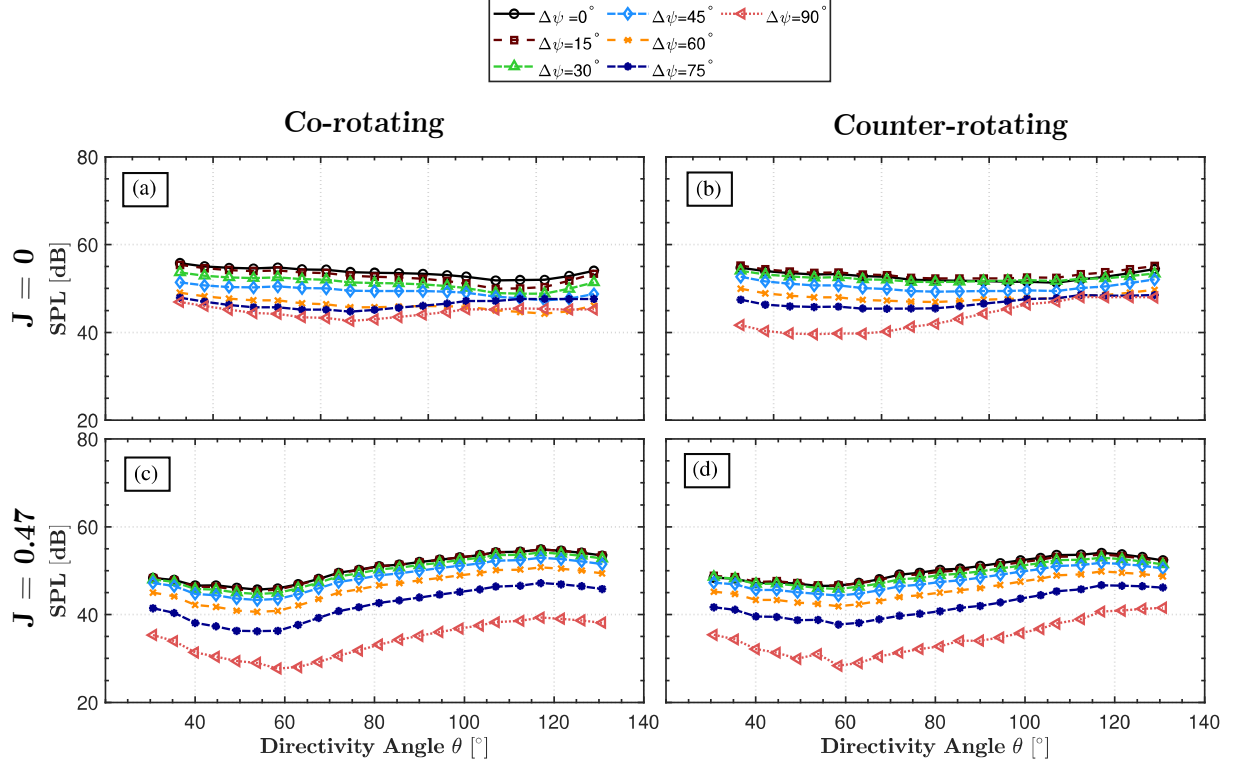 Δψ =0° Δψ=45° Δψ=90°
Δψ=15° Δψ=60°
Δψ=30° Δψ=75°
Co-rotating Counter-rotating
J = 0
SPL [dB]
80
60
40
20
(a)
(b)
J = 0.47
SPL [dB]
80
60
40
20
(c)
(d)
40 60 80 100 120 140
40 60 80 100 120 140
Directivity Angle θ [°] Directivity Angle θ [°]